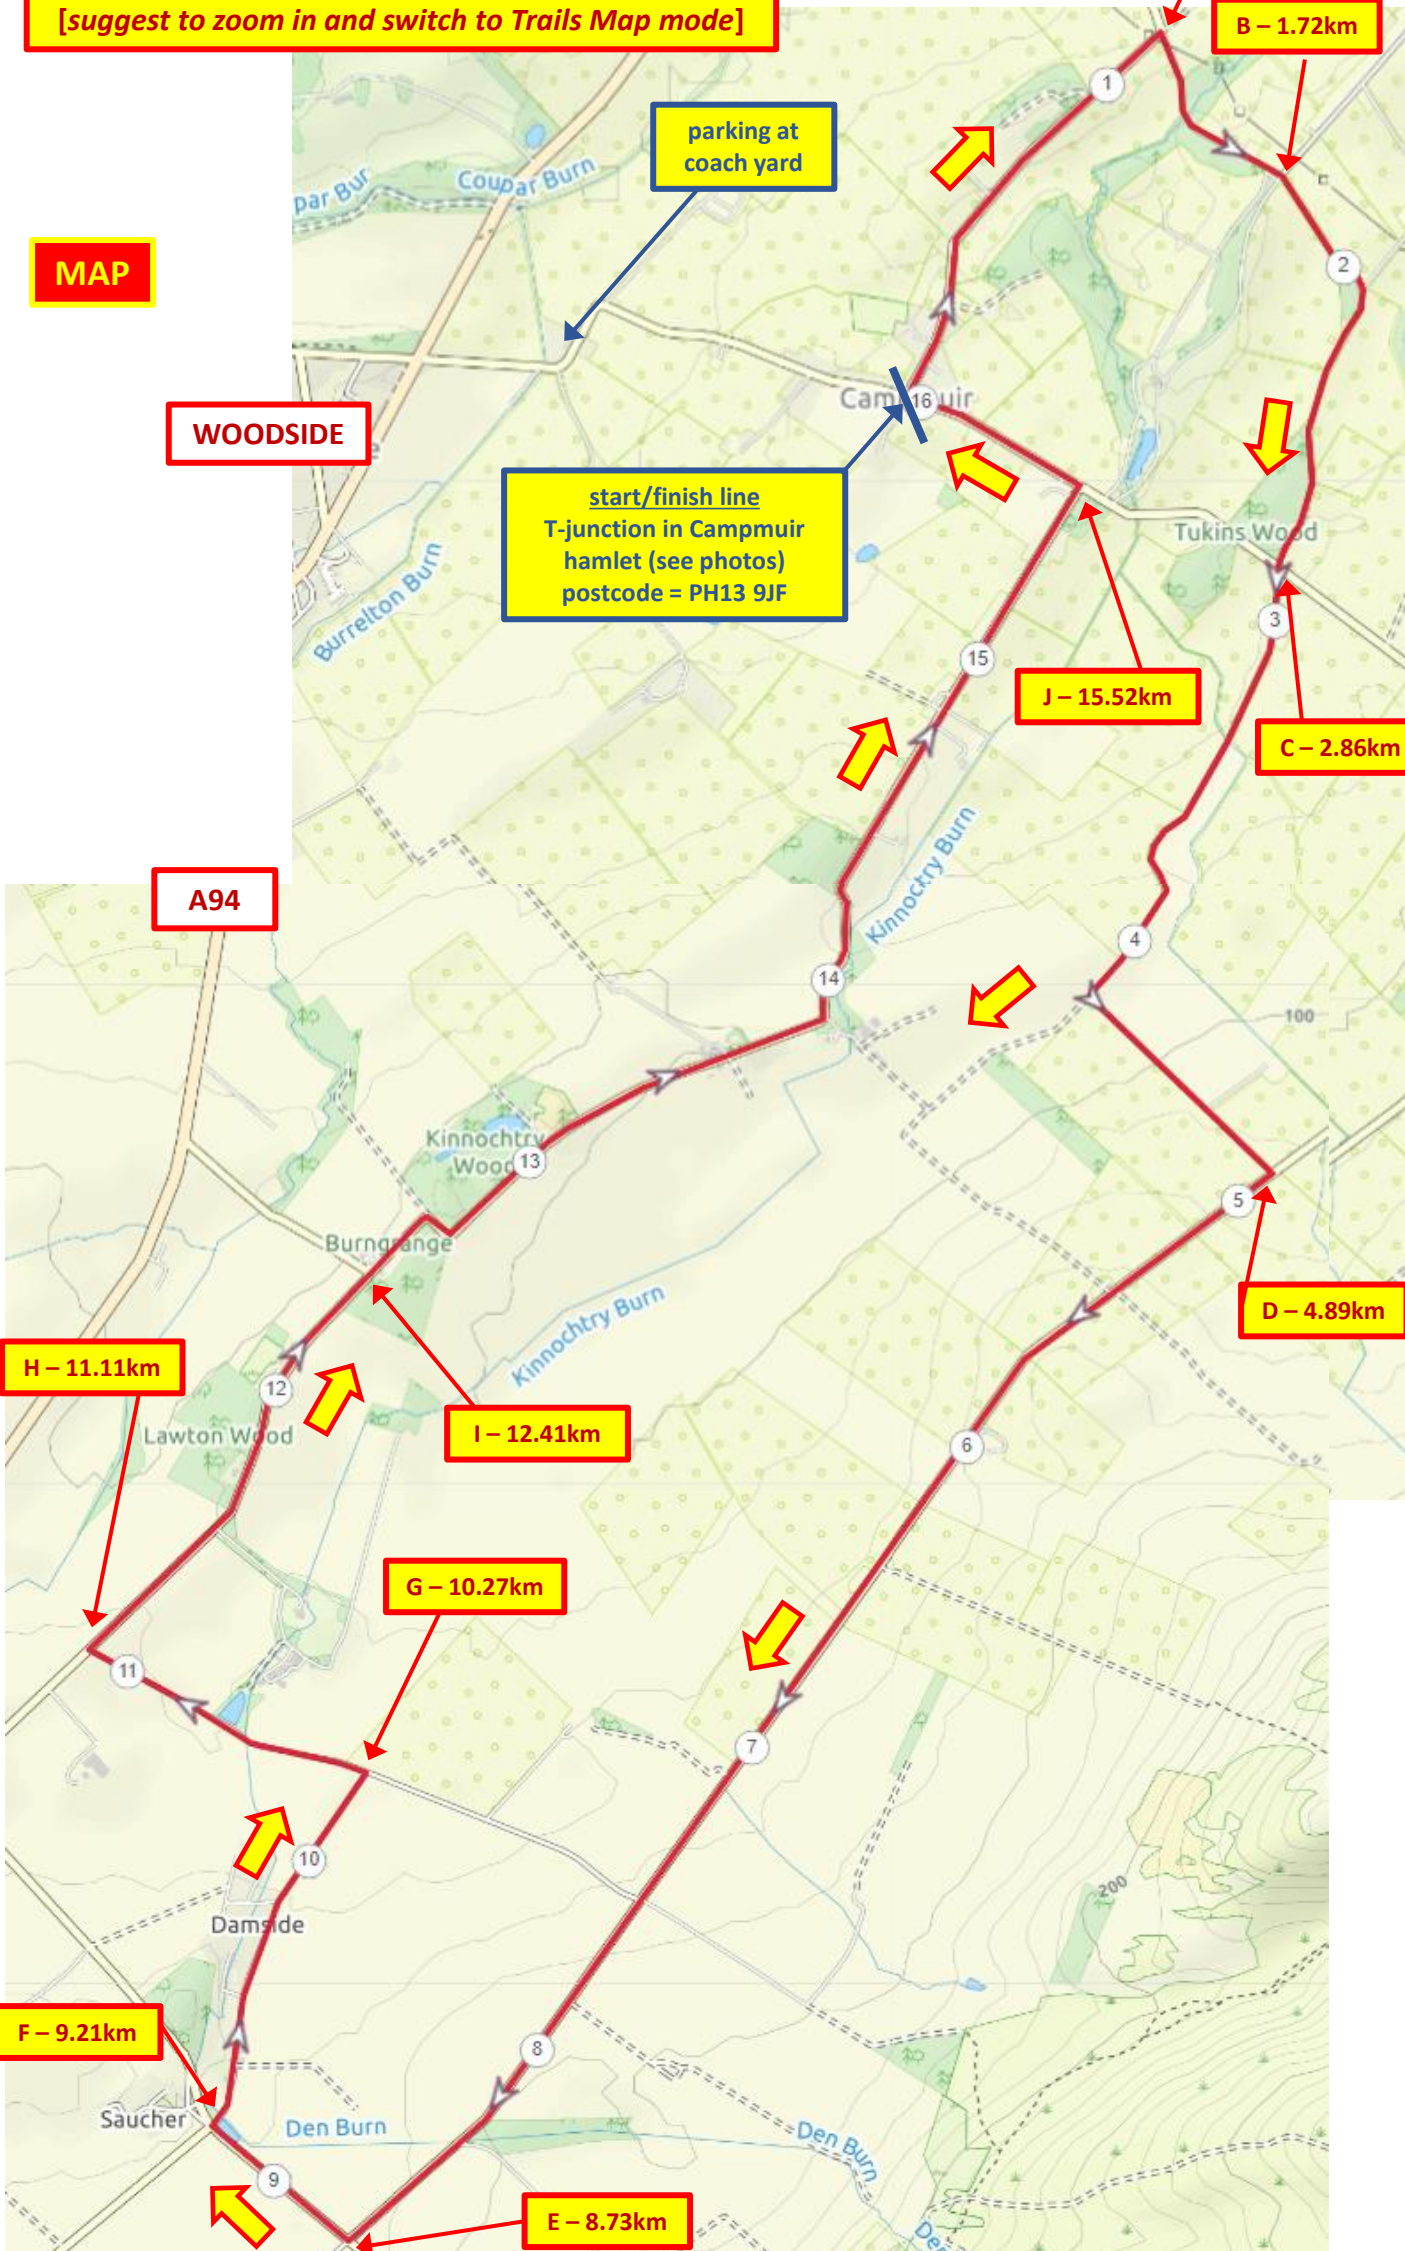 [suggest to zoom in and switch to Trails Map mode]
B – 1.72km
1
parking at
coach yard
par Bur
Coupar Burn
MAP
2
Campmuir
16
WOODSIDE
e
start/finish line
T-junction in Campmuir
hamlet (see photos)
postcode = PH13 9JF
Tukins Wood
Burrelton Burn
3
15
J – 15.52km
C – 2.86km
Kinnochtry Burn
A94
4
14
100
Kinnochtry
Wood
13
5
Burngrange
D – 4.89km
Kinnochtry Burn
H – 11.11km
12
Lawton Wood
I – 12.41km
6
G – 10.27km
11
7
10
200
Damside
F – 9.21km
8
Saucher
Den Burn
Den Burn
9
E – 8.73km
De